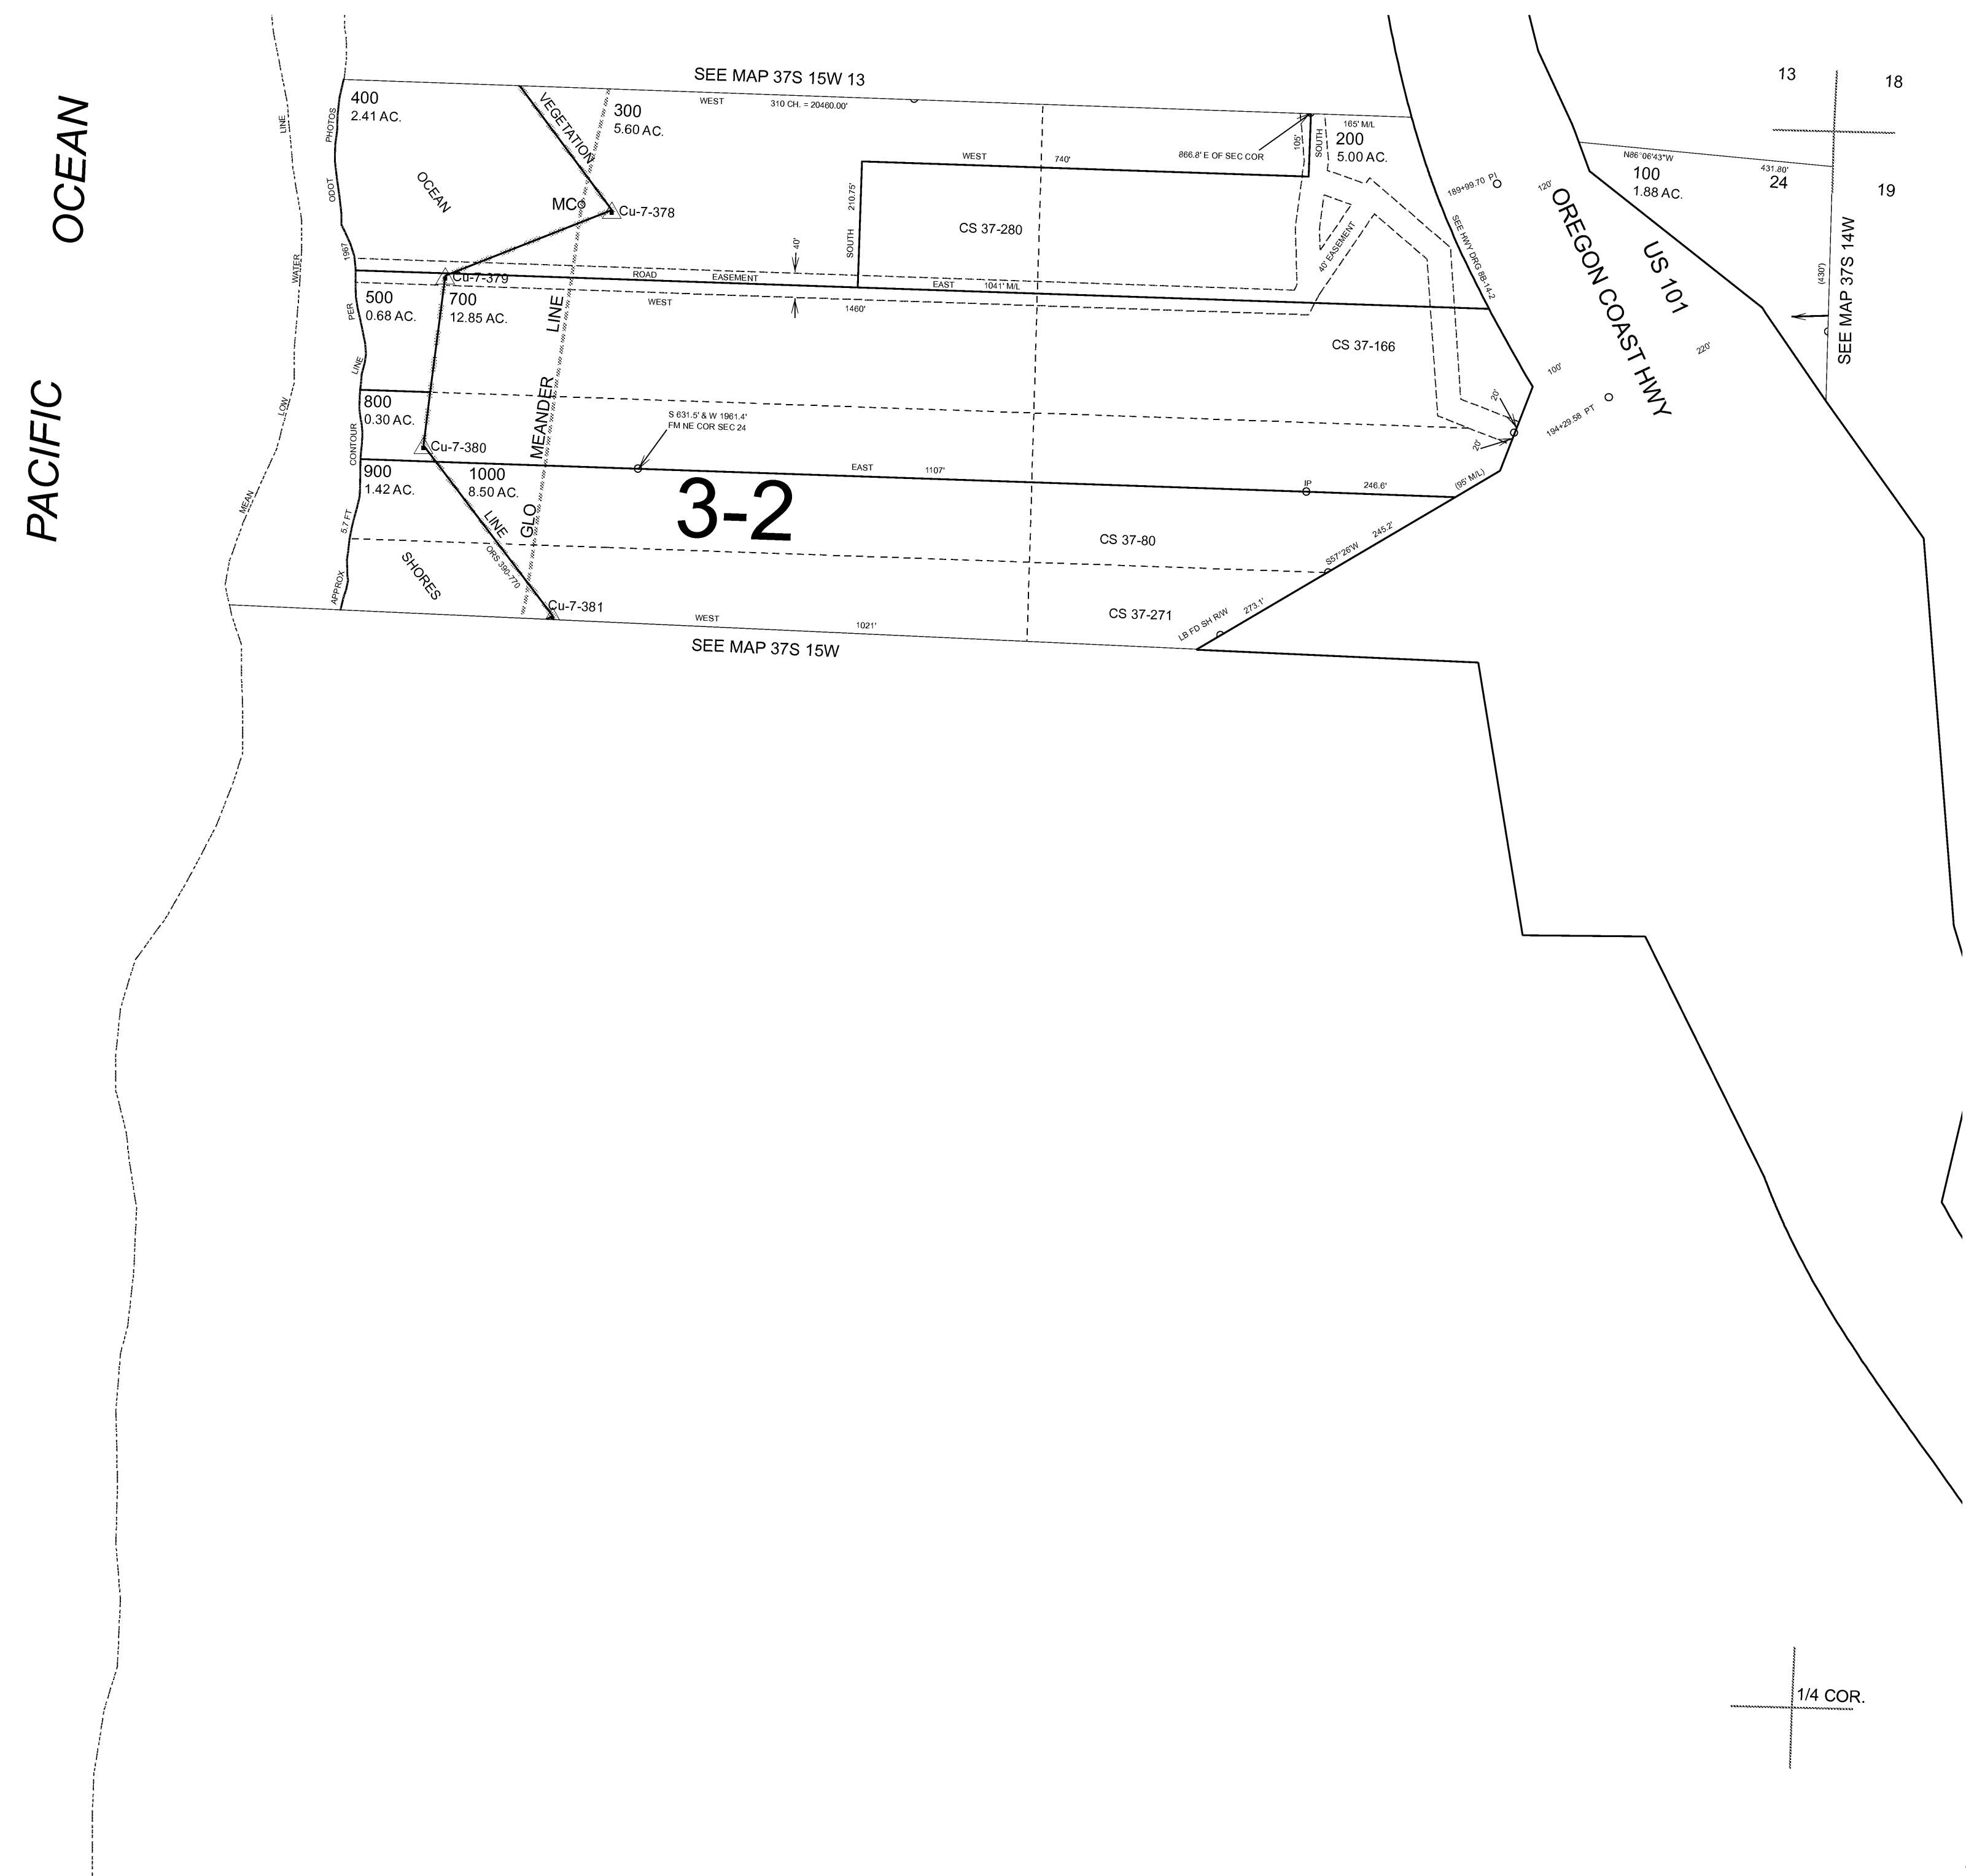 SEE MAP 37S 15W 13
13
18
400
2.41 AC.
VEGETATION
300
5.60 AC.
WEST
310 CH. = 20460.00'
165' M/L
200
5.00 AC.
105'
SOUTH
866.8' E OF SEC COR
WEST
740'
N86°06'43"W
431.80'
100
1.88 AC.
24
19
PACIFIC OCEAN
MEAN LOW WATER LINE
APPROX 5.7 FT CONTOUR LINE PER 1967 ODOT PHOTOS
OCEAN
MC
Cu-7-378
210.75'
SOUTH
CS 37-280
189+99.70 PI
120'
OREGON COAST HWY
US 101
SEE HWY DRG 8B-14-2
40' EASEMENT
SEE MAP 37S 14W
(430')
40'
Cu-7-379
ROAD
EASEMENT
EAST
1041' M/L
500
0.68 AC.
700
12.85 AC.
WEST
1460'
CS 37-166
220'
100'
20'
20'
194+29.58 PT
GLO MEANDER LINE
800
0.30 AC.
S 631.5' & W 1961.4'
FM NE COR SEC 24
Cu-7-380
900
1.42 AC.
1000
8.50 AC.
EAST
1107'
IP
246.6'
(95' M/L)
3-2
LINE
ORS 390-770
CS 37-80
S57°26'W
245.2'
SHORES
Cu-7-381
CS 37-271
LB FD SH R/W
273.1'
WEST
1021'
SEE MAP 37S 15W
1/4 COR.